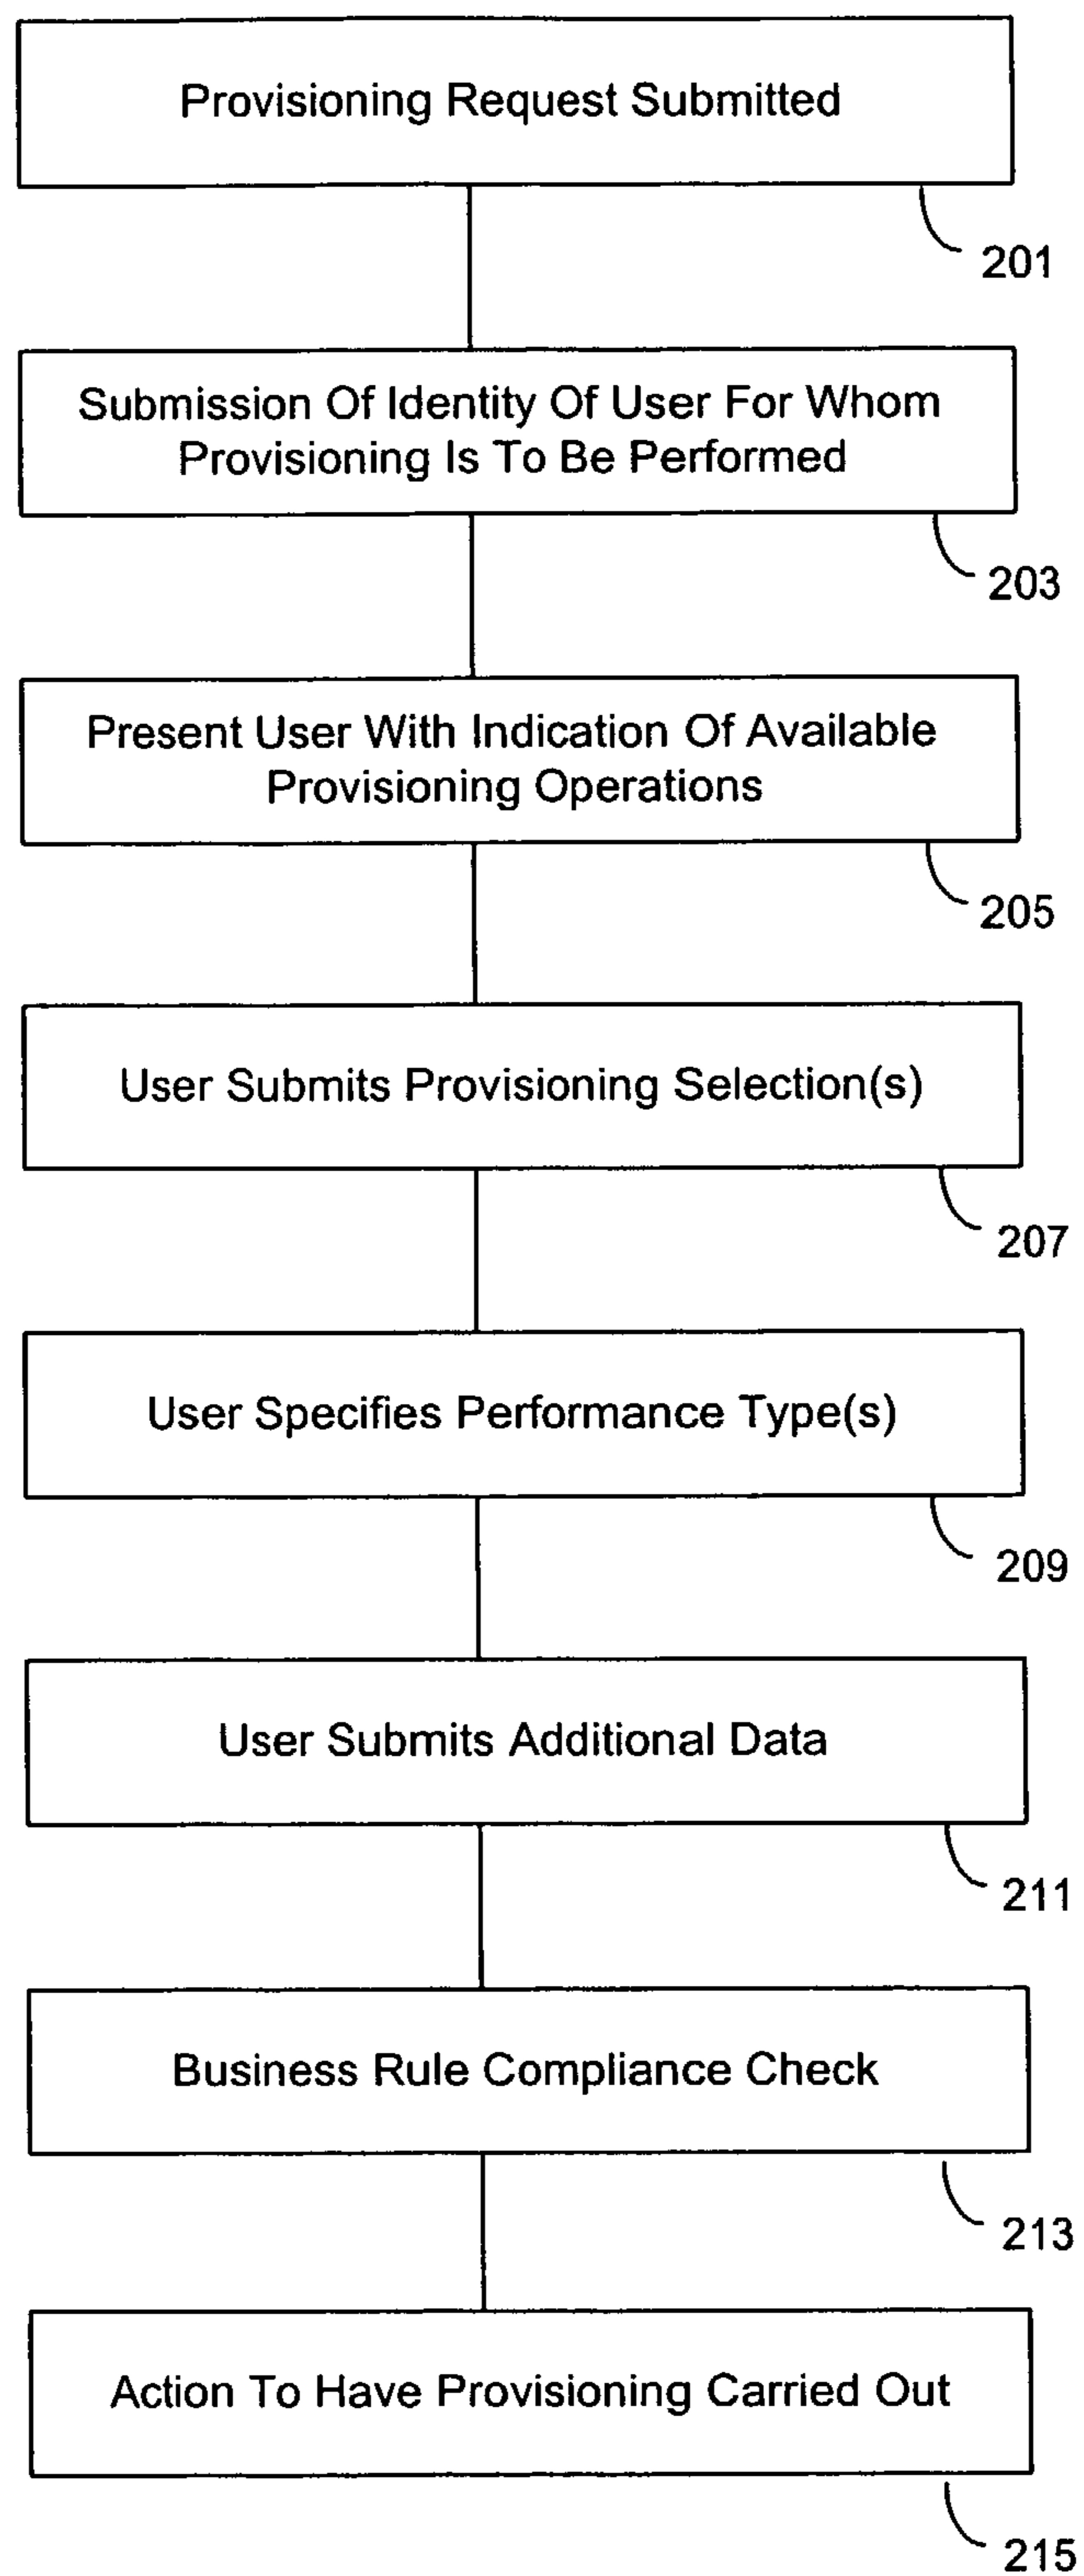 Provisioning Request Submitted
201
Submission Of Identity Of User For Whom
Provisioning Is To Be Performed
203
Present User With Indication Of Available
Provisioning Operations
205
User Submits Provisioning Selection(s)
207
User Specifies Performance Type(s)
209
User Submits Additional Data
211
Business Rule Compliance Check
213
Action To Have Provisioning Carried Out
215